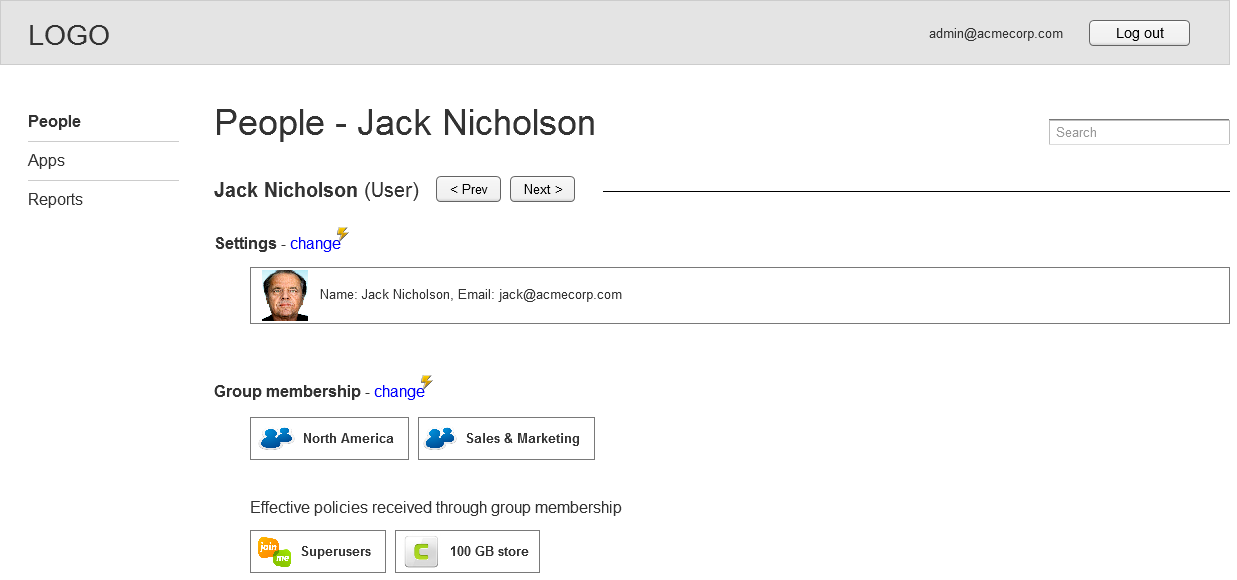 LOGO
admin@acmecorp.com
Log out
People
Apps
Reports
People - Jack Nicholson
Search
Jack Nicholson (User)
< Prev
Next >
Settings - change
Name: Jack Nicholson, Email: jack@acmecorp.com
Group membership - change
North America
Sales & Marketing
Effective policies received through group membership
join me
Superusers
C
100 GB store